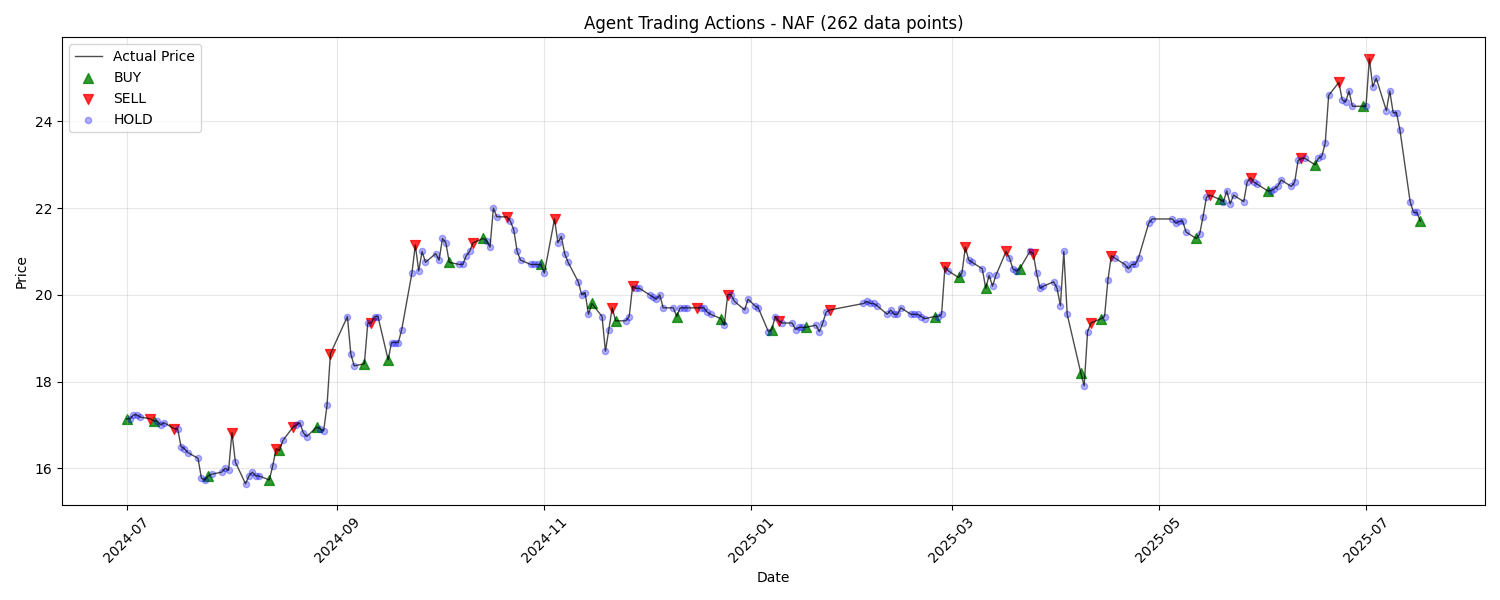 Agent Trading Actions - NAF (262 data points)
Actual Price
BUY
SELL
HOLD
Price
24
22
20
18
16
2024-07
2024-09
2024-11
2025-01
2025-03
2025-05
2025-07
Date